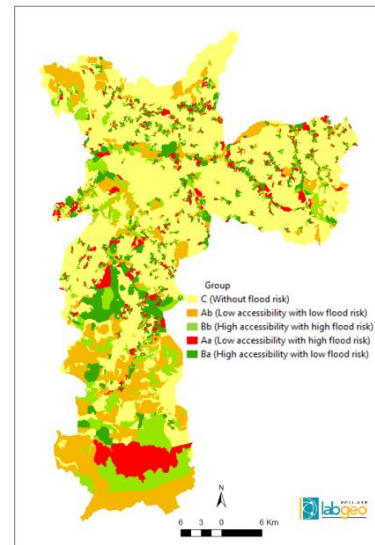 Group
C (Without flood risk)
Ab (Low accessibility with low flood risk)
Bb (High accessibility with high flood risk)
Aa (Low accessibility with high flood risk)
Ba (High accessibility with low flood risk)
N
6 3 0 6 Km
labgeo